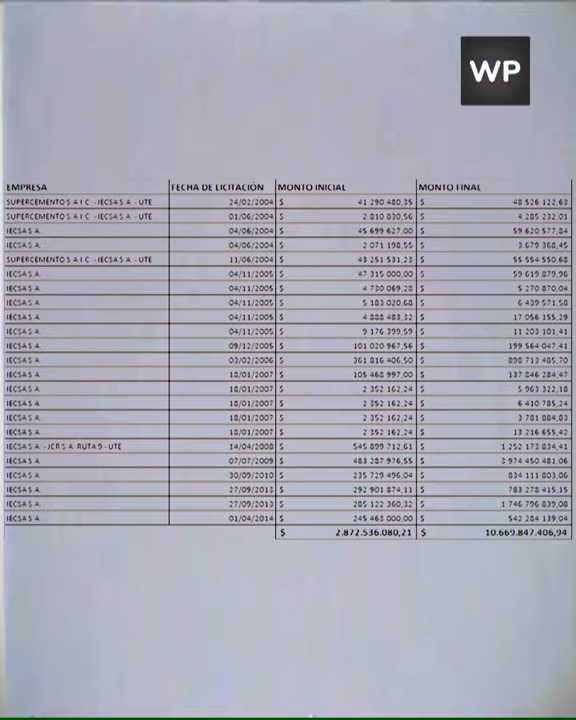 WP
EMPRESA FECHA DE LICITACIÓN MONTO INICIAL MONTO FINAL
SUPERCEMENTO S A I C - IECSA S A - UTE 24/02/2004 $ 41 290 480,35 $ 48 526 122,63
SUPERCEMENTO S A I C - IECSA S A - UTE 01/06/2004 $ 2 810 830,56 $ 4 285 232,01
IECSA S A 04/06/2004 $ 45 699 627,00 $ 59 620 577,84
IECSA S A 04/06/2004 $ 2 071 198,55 $ 3 679 368,45
SUPERCEMENTO S A I C - IECSA S A - UTE 11/06/2004 $ 43 251 531,23 $ 55 554 550,68
IECSA S A 04/11/2005 $ 47 315 000,00 $ 59 619 879,96
IECSA S A 04/11/2005 $ 4 730 069,28 $ 5 270 870,04
IECSA S A 04/11/2005 $ 5 183 020,68 $ 6 439 571,58
IECSA S A 04/11/2005 $ 4 888 483,32 $ 17 056 155,29
IECSA S A 04/11/2005 $ 9 176 399,59 $ 11 203 101,41
IECSA S A 09/12/2005 $ 101 020 967,56 $ 199 564 047,41
IECSA S A 03/02/2006 $ 361 816 406,50 $ 898 713 485,70
IECSA S A 18/01/2007 $ 105 468 997,00 $ 137 846 284,47
IECSA S A 18/01/2007 $ 2 352 162,24 $ 5 963 322,18
IECSA S A 18/01/2007 $ 2 352 162,24 $ 6 410 785,24
IECSA S A 18/01/2007 $ 2 352 162,24 $ 3 781 884,83
IECSA S A 18/01/2007 $ 2 352 162,24 $ 13 216 655,42
IECSA S A - JCR S A RUTA 9 - UTE 14/04/2008 $ 545 899 712,61 $ 1 252 173 834,41
IECSA S A 07/07/2009 $ 483 287 976,55 $ 3 974 450 481,06
IECSA S A 30/09/2010 $ 235 729 496,04 $ 834 111 803,06
IECSA S A 27/09/2013 $ 292 901 874,11 $ 783 278 415,15
IECSA S A 27/09/2013 $ 285 122 360,32 $ 1 746 796 839,08
IECSA S A 01/04/2014 $ 245 463 000,00 $ 542 284 139,04
$ 2.872.536.080,21 $ 10.669.847.406,94